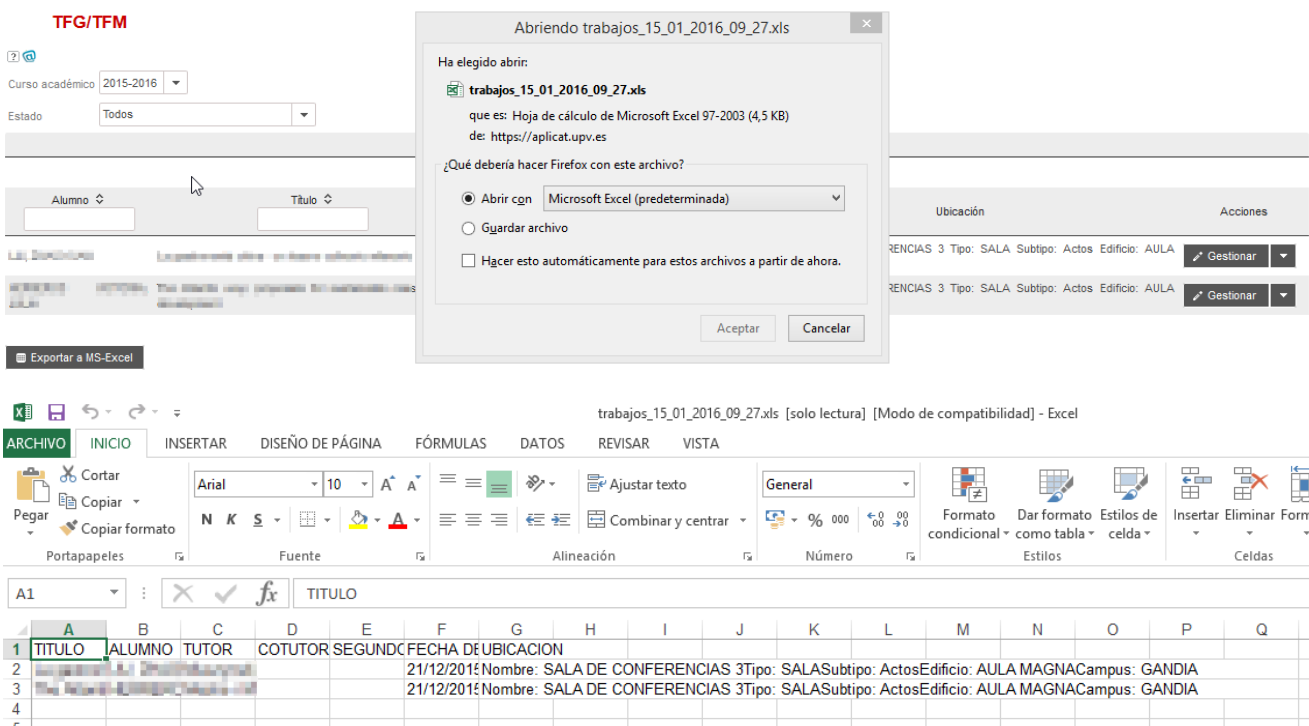 TFG/TFM
Curso académico 2015-2016
Estado Todos
Alumno Título Ubicación Acciones
RENCIAS 3 Tipo: SALA Subtipo: Actos Edificio: AULA Gestionar
RENCIAS 3 Tipo: SALA Subtipo: Actos Edificio: AULA Gestionar
Exportar a MS-Excel
Abriendo trabajos_15_01_2016_09_27.xls
Ha elegido abrir:
trabajos_15_01_2016_09_27.xls
que es: Hoja de cálculo de Microsoft Excel 97-2003 (4,5 KB)
de: https://aplicat.upv.es
¿Qué debería hacer Firefox con este archivo?
Abrir con Microsoft Excel (predeterminada)
Guardar archivo
Hacer esto automáticamente para estos archivos a partir de ahora.
Aceptar Cancelar
trabajos_15_01_2016_09_27.xls [solo lectura] [Modo de compatibilidad] - Excel
ARCHIVO INICIO INSERTAR DISEÑO DE PÁGINA FÓRMULAS DATOS REVISAR VISTA
Pegar
Cortar
Copiar
Copiar formato
Portapapeles
Arial 10
N K S
Fuente
Ajustar texto
Combinar y centrar
Alineación
General
% 000
Número
Formato condicional
Dar formato como tabla
Estilos de celda
Estilos
Insertar Eliminar Form
Celdas
A1 fx TITULO
A B C D E F G H I J K L M N O P Q
1 TITULO ALUMNO TUTOR COTUTOR SEGUNDO FECHA DE UBICACION
2 21/12/2015 Nombre: SALA DE CONFERENCIAS 3Tipo: SALASubtipo: ActosEdificio: AULA MAGNACampus: GANDIA
3 21/12/2015 Nombre: SALA DE CONFERENCIAS 3Tipo: SALASubtipo: ActosEdificio: AULA MAGNACampus: GANDIA
4